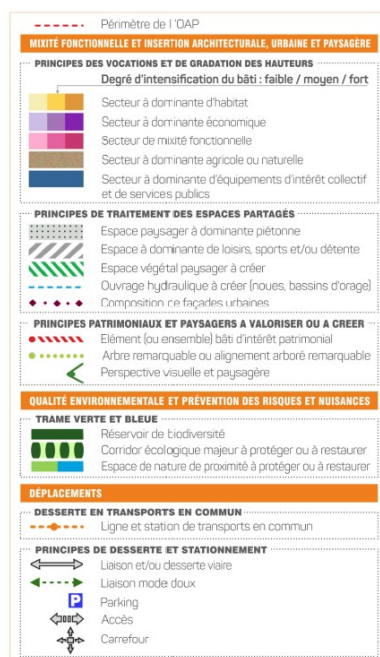 Périmètre de l 'OAP
MIXITÉ FONCTIONNELLE ET INSERTION ARCHITECTURALE, URBAINE ET PAYSAGÈRE
PRINCIPES DES VOCATIONS ET DE GRADATION DES HAUTEURS
Degré d'intensification du bâti : faible / moyen / fort
Secteur à dominante d'habitat
Secteur à dominante économique
Secteur de mixité fonctionnelle
Secteur à dominante agricole ou naturelle
Secteur à dominante d'équipements d'intérêt collectif
et de services publics
PRINCIPES DE TRAITEMENT DES ESPACES PARTAGÉS
Espace paysager à dominante piétonne
Espace à dominante de loisirs, sports et/ou détente
Espace végétal paysager à créer
Ouvrage hydraulique à créer (noues, bassins d'orage)
Composition de façades urbaines
PRINCIPES PATRIMONIAUX ET PAYSAGERS A VALORISER OU A CREER
Elément (ou ensemble) bâti d'intérêt patrimonial
Arbre remarquable ou alignement arboré remarquable
Perspective visuelle et paysagère
QUALITÉ ENVIRONNEMENTALE ET PRÉVENTION DES RISQUES ET NUISANCES
TRAME VERTE ET BLEUE
Réservoir de biodiversité
Corridor écologique majeur à protéger ou à restaurer
Espace de nature de proximité à protéger ou à restaurer
DÉPLACEMENTS
DESSERTE EN TRANSPORTS EN COMMUN
Ligne et station de transports en commun
PRINCIPES DE DESSERTE ET STATIONNEMENT
Liaison et/ou desserte viaire
Liaison mode doux
P Parking
Accès
Carrefour